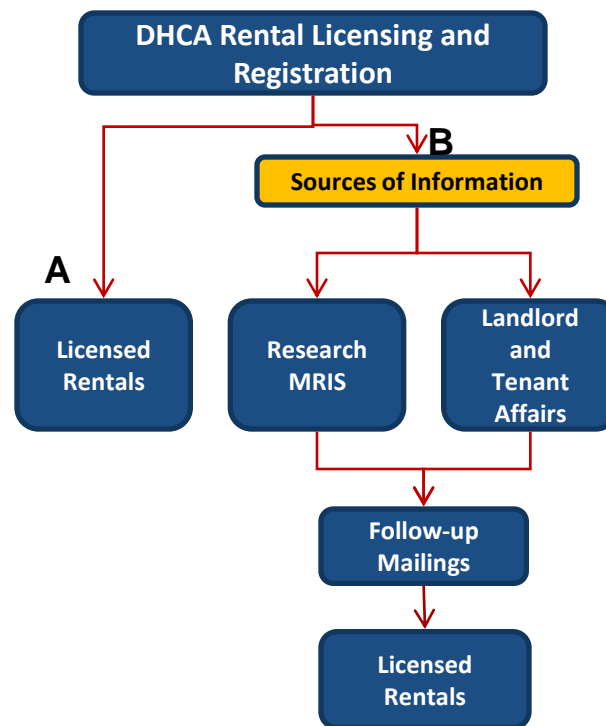 DHCA Rental Licensing and
Registration
B
Sources of Information
A
Licensed
Rentals
Research
MRIS
Landlord
and
Tenant
Affairs
Follow-up
Mailings
Licensed
Rentals